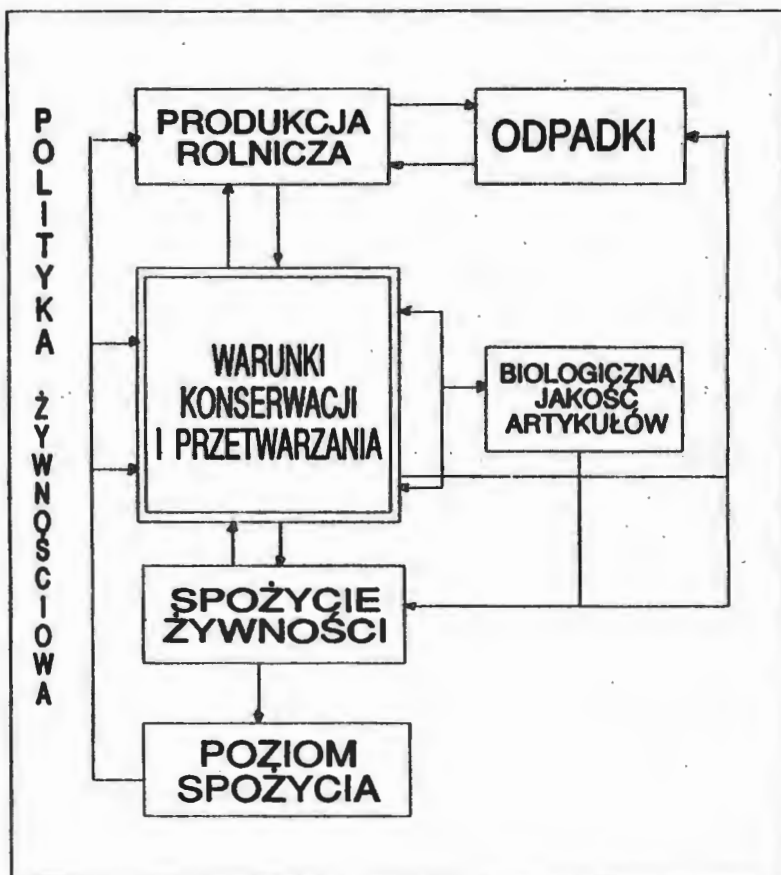 POLITYKA ŻYWNOŚCIOWA
PRODUKCJA
ROLNICZA
ODPADKI
WARUNKI
KONSERWACJI
I PRZETWARZANIA
BIOLOGICZNA
JAKOŚĆ
ARTYKUŁÓW
SPOŻYCIE
ŻYWNOŚCI
POZIOM
SPOŻYCIA